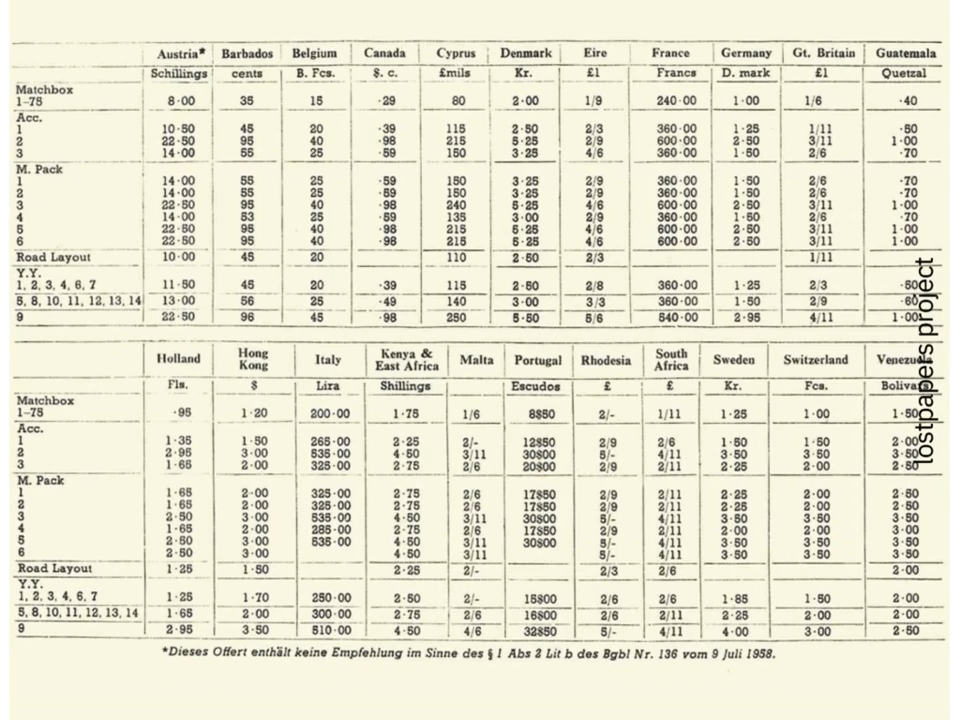 Austria* Barbados Belgium Canada Cyprus Denmark Eire France Germany Gt. Britain Guatemala
Schillings cents B. Fcs. $. c. £mils Kr. £1 Francs D. mark £1 Quetzal
Matchbox
1-75 8·00 35 15 ·29 80 2·00 1/9 240·00 1·00 1/6 ·40
Acc.
1 10·50 45 20 ·39 115 2·50 2/3 360·00 1·25 1/11 ·50
2 22·50 95 40 ·98 215 5·25 2/9 600·00 2·50 3/11 1·00
3 14·00 55 25 ·59 150 3·25 4/6 360·00 1·50 2/6 ·70
M. Pack
1 14·00 55 25 ·59 150 3·25 2/9 360·00 1·50 2/6 ·70
2 14·00 55 25 ·59 150 3·25 2/9 360·00 1·50 2/6 ·70
3 22·50 95 40 ·98 240 5·25 4/6 600·00 2·50 3/11 1·00
4 14·00 53 25 ·59 135 3·00 2/9 360·00 1·50 2/6 ·70
5 22·50 95 40 ·98 215 5·25 4/6 600·00 2·50 3/11 1·00
6 22·50 95 40 ·98 215 5·25 4/6 600·00 2·50 3/11 1·00
Road Layout 10·00 45 20 110 2·50 2/3 1/11
Y.Y.
1, 2, 3, 4, 6, 7 11·50 45 20 ·39 115 2·50 2/8 360·00 1·25 2/3 ·50
5, 8, 10, 11, 12, 13, 14 13·00 56 25 ·49 140 3·00 3/3 360·00 1·50 2/9 ·60
9 22·50 96 45 ·98 250 5·50 5/6 540·00 2·95 4/11 1·00
Holland Hong Kong Italy Kenya & East Africa Malta Portugal Rhodesia South Africa Sweden Switzerland
Fls. $ Lira Shillings Escudos £ £ Kr. Fcs.
Matchbox
1-75 ·95 1·20 200·00 1·75 1/6 8$50 2/- 1/11 1·25 1·00 1·50
Acc.
1 1·35 1·50 265·00 2·25 2/- 12$50 2/9 2/6 1·50 1·50 2·00
2 2·95 3·00 535·00 4·50 3/11 30$00 5/- 4/11 3·50 3·50 3·50
3 1·65 2·00 325·00 2·75 2/6 20$00 2/9 2/11 2·25 2·00 2·50
M. Pack
1 1·65 2·00 325·00 2·75 2/6 17$50 2/9 2/11 2·25 2·00 2·50
2 1·65 2·00 325·00 2·75 2/6 17$50 2/9 2/11 2·25 2·00 2·50
3 2·50 3·00 535·00 4·50 3/11 30$00 5/- 4/11 3·50 3·50 3·50
4 1·65 2·00 285·00 2·75 2/6 17$50 2/9 2/11 2·00 2·00 3·00
5 2·50 3·00 535·00 4·50 3/11 30$00 5/- 4/11 3·50 3·50 3·50
6 2·50 3·00 4·50 3/11 5/- 4/11 3·50 3·50 3·50
Road Layout 1·25 1·50 2·25 2/- 2/3 2/6 2·00
Y.Y.
1, 2, 3, 4, 6, 7 1·25 1·70 250·00 2·50 2/- 15$00 2/6 2/6 1·85 1·50 2·00
5, 8, 10, 11, 12, 13, 14 1·65 2·00 300·00 2·75 2/6 16$00 2/6 2/11 2·25 2·00 2·00
9 2·95 3·50 510·00 4·50 4/6 32$50 5/- 4/11 4·00 3·00 2·50
*Dieses Offert enthält keine Empfehlung im Sinne des § 1 Abs 2 Lit b des Bgbl Nr. 136 vom 9 Juli 1958.
lostpapers project